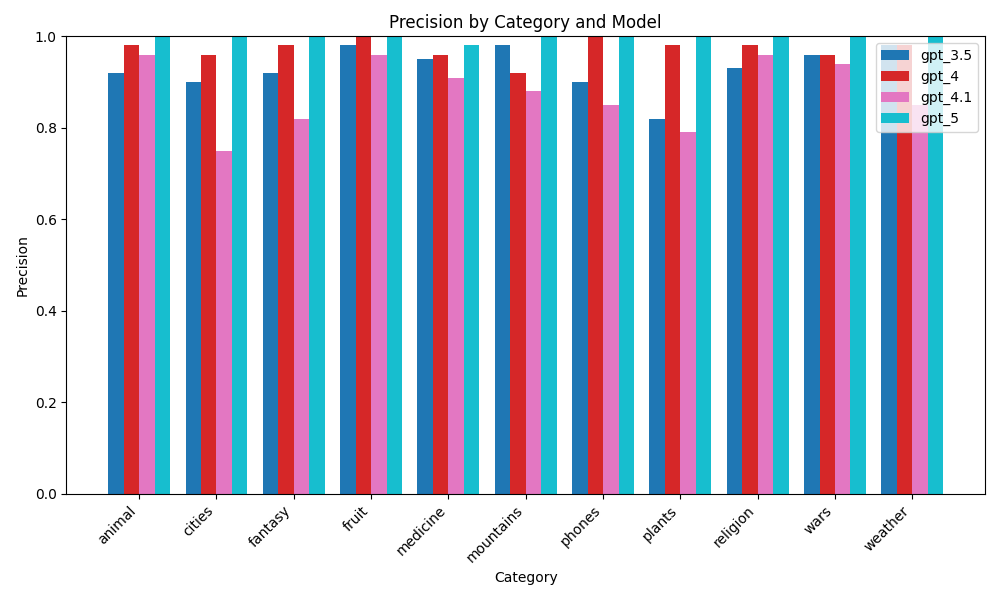 Precision by Category and Model
Precision
1.0
0.8
0.6
0.4
0.2
0.0
gpt_3.5
gpt_4
gpt_4.1
gpt_5
animal
cities
fantasy
fruit
medicine
mountains
phones
plants
religion
wars
weather
Category